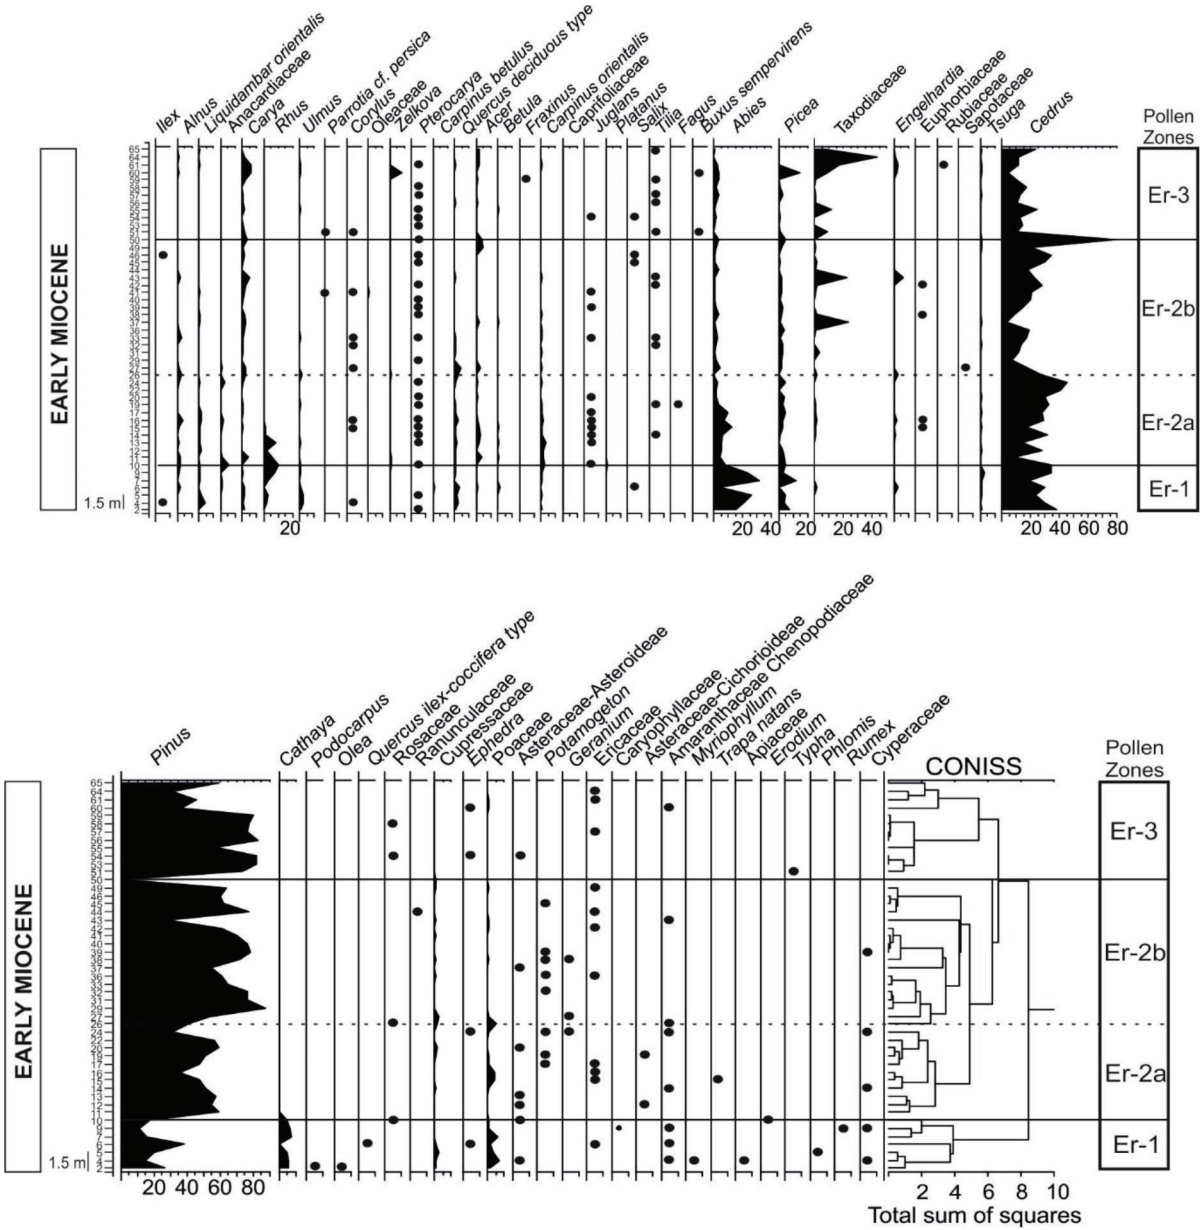 Ilex
Alnus
Liquidambar orientalis
Anacardiaceae
Carya
Rhus
Ulmus
Parrotia cf. persica
Corylus
Oleaceae
Zelkova
Pterocarya
Carpinus betulus
Quercus deciduous type
Acer
Betula
Fraxinus
Carpinus orientalis
Caprifoliaceae
Juglans
Platanus
Sallix
Tilia
Fagus
Buxus sempervirens
Abies
Picea
Taxodiaceae
Engelhardia
Euphorbiaceae
Rubiaceae
Sapotaceae
Tsuga
Cedrus
Pollen
Zones
EARLY MIOCENE
Er-3
Er-2b
Er-2a
Er-1
1.5 m
20
20 40
20
20 40
20 40 60 80
Pinus
Cathaya
Podocarpus
Olea
Quercus ilex-coccifera type
Rosaceae
Ranunculaceae
Cupressaceae
Ephedra
Poaceae
Asteraceae-Asteroideae
Potamogeton
Geranium
Ericaceae
Caryophyllaceae
Asteraceae-Cichorioideae
Amaranthaceae Chenopodiaceae
Myriophyllum
Trapa natans
Apiaceae
Erodium
Typha
Phlomis
Rumex
Cyperaceae
CONISS
Pollen
Zones
EARLY MIOCENE
Er-3
Er-2b
Er-2a
Er-1
1.5 m
20 40 60 80
2 4 6 8 10
Total sum of squares